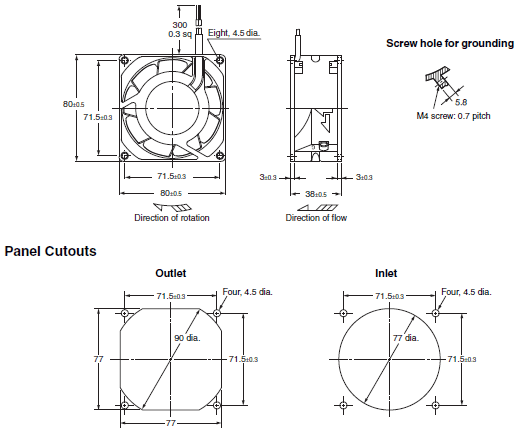 300
0.3 sq
Eight, 4.5 dia.
Screw hole for grounding
80±0.5
71.5±0.3
5.8
M4 screw: 0.7 pitch
71.5±0.3
80±0.5
3±0.3
3±0.3
38±0.5
Direction of rotation
Direction of flow
Panel Cutouts
Outlet
Inlet
71.5±0.3
Four, 4.5 dia.
71.5±0.3
Four, 4.5 dia.
90 dia.
77 dia.
77
71.5±0.3
71.5±0.3
77